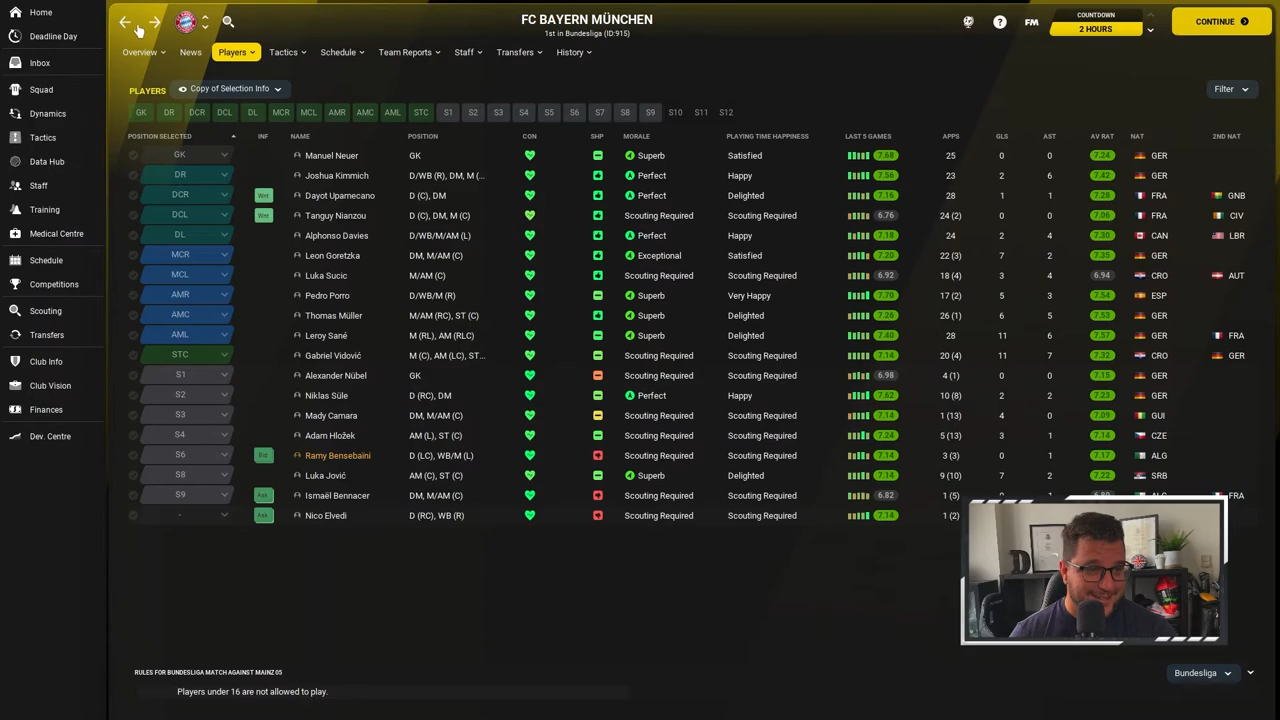 Home
FC BAYERN MÜNCHEN
COUNTDOWN
CONTINUE
1st in Bundesliga (ID:915)
FM
2 HOURS
Deadline Day
Overview News Players Tactics Schedule Team Reports Staff Transfers History
Inbox
Squad
PLAYERS Copy of Selection Info Filter
Dynamics
GK DR DCR DCL DL MCR MCL AMR AMC AML STC S1 S2 S3 S4 S5 S6 S7 S8 S9 S10 S11 S12
Tactics
POSITION SELECTED INF NAME POSITION CON SHP MORALE PLAYING TIME HAPPINESS LAST 5 GAMES APPS GLS AST AV RAT NAT 2ND NAT
GK Manuel Neuer GK Superb Satisfied 7.68 25 0 0 7.24 GER
Data Hub
DR Joshua Kimmich D/WB (R), DM, M (... Perfect Happy 7.56 23 2 6 7.42 GER
Staff
DCR Wnt Dayot Upamecano D (C), DM Perfect Delighted 7.16 28 1 1 7.28 FRA GNB
Training
DCL Wnt Tanguy Nianzou D (C), DM, M (C) Scouting Required Scouting Required 6.76 24 (2) 0 0 7.06 FRA CIV
Medical Centre
DL Alphonso Davies D/WB/M/AM (L) Perfect Happy 7.18 24 2 4 7.30 CAN LBR
MCR Leon Goretzka DM, M/AM (C) Exceptional Satisfied 7.20 22 (3) 7 2 7.35 GER
Schedule
MCL Luka Sucic M/AM (C) Scouting Required Scouting Required 6.92 18 (4) 3 4 6.94 CRO AUT
Competitions
AMR Pedro Porro D/WB/M (R) Superb Very Happy 7.70 17 (2) 5 3 7.54 ESP
Scouting
AMC Thomas Müller M/AM (RC), ST (C) Superb Delighted 7.26 26 (1) 6 5 7.53 GER
Transfers
AML Leroy Sané M (RL), AM (RLC) Superb Delighted 7.40 28 11 6 7.57 GER FRA
STC Gabriel Vidović M (C), AM (LC), ST... Scouting Required Scouting Required 7.14 20 (4) 11 7 7.32 CRO GER
Club Info
S1 Alexander Nübel GK Scouting Required Scouting Required 6.98 4 (1) 0 0 7.15 GER
Club Vision
S2 Niklas Süle D (RC), DM Perfect Happy 7.62 10 (8) 2 2 7.23 GER
Finances
S3 Mady Camara DM, M/AM (C) Scouting Required Scouting Required 7.14 1 (13) 4 0 7.09 GUI
Dev. Centre
S4 Adam Hložek AM (L), ST (C) Scouting Required Scouting Required 7.24 5 (13) 3 1 7.14 CZE
S6 Bid Ramy Bensebaïni D (LC), WB/M (L) Scouting Required Scouting Required 7.14 3 (3) 0 1 7.17 ALG
S8 Luka Jović AM (C), ST (C) Superb Delighted 7.14 9 (10) 7 2 7.22 SRB
S9 Ask Ismaël Bennacer DM, M/AM (C) Scouting Required Scouting Required 6.82 1 (5) FRA
- Ask Nico Elvedi D (RC), WB (R) Scouting Required Scouting Required 7.14 1 (2)
D
RULES FOR BUNDESLIGA MATCH AGAINST MAINZ 05
Bundesliga
Players under 16 are not allowed to play.